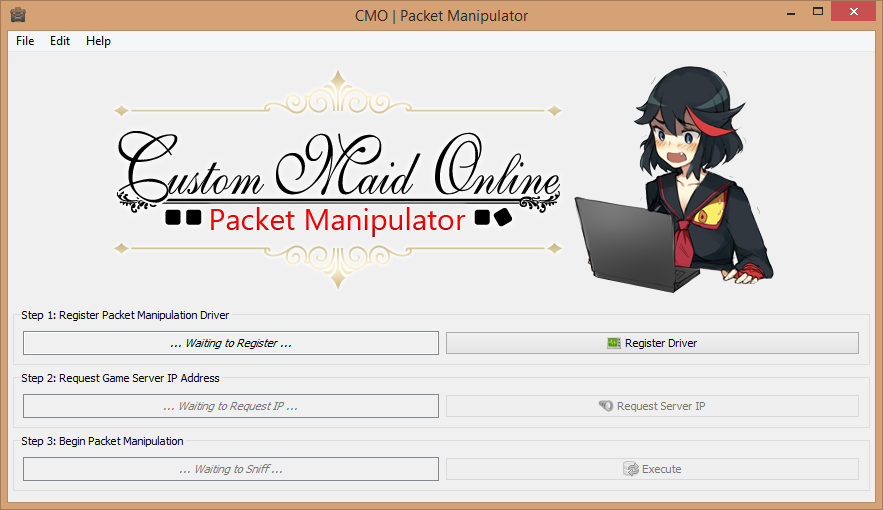 CMO | Packet Manipulator
File Edit Help
Custom Maid Online
Packet Manipulator
Step 1: Register Packet Manipulation Driver
... Waiting to Register ...
Register Driver
Step 2: Request Game Server IP Address
... Waiting to Request IP ...
Request Server IP
Step 3: Begin Packet Manipulation
... Waiting to Sniff ...
Execute